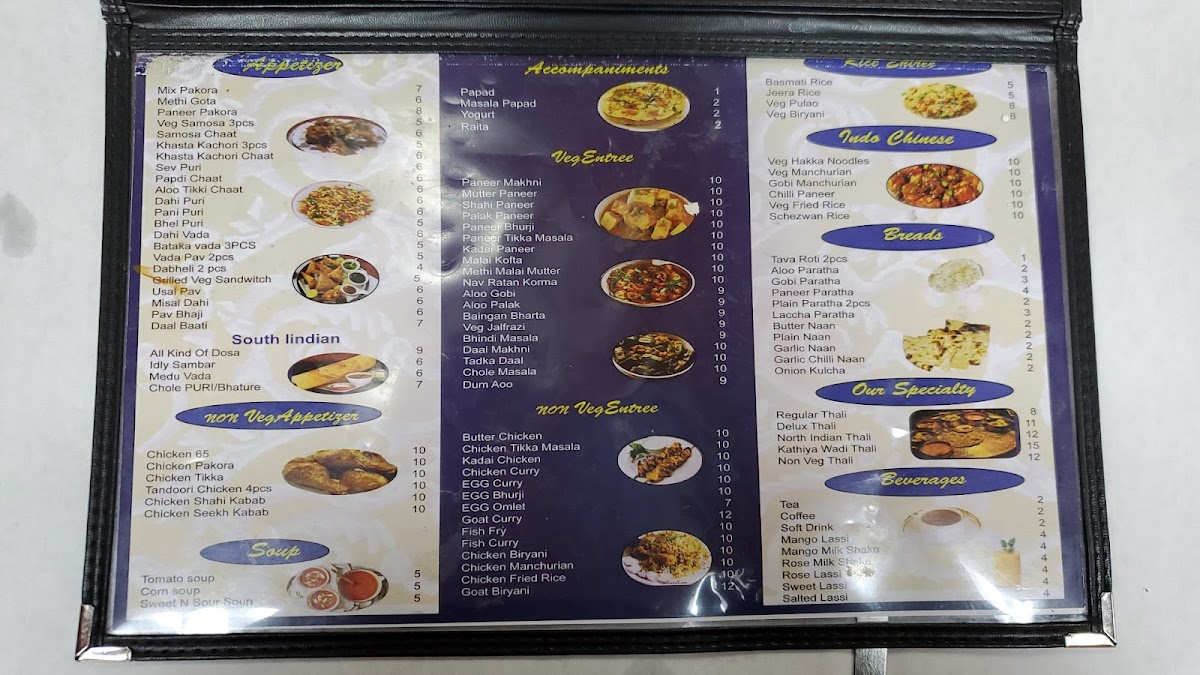 Appetizer
Mix Pakora 7
Methi Gota 6
Paneer Pakora 8
Veg Samosa 3pcs 5
Samosa Chaat 6
Khasta Kachori 3pcs 5
Khasta Kachori Chaat 6
Sev Puri 6
Papdi Chaat 6
Aloo Tikki Chaat 6
Dahi Puri 6
Pani Puri 6
Bhel Puri 5
Dahi Vada 5
Bataka vada 3PCS 5
Vada Pav 2pcs 5
Dabheli 2 pcs 4
Grilled Veg Sandwitch 5
Usal Pav 6
Misal Dahi 6
Pav Bhaji 6
Daal Baati 7
South Iindian
All Kind Of Dosa 9
Idly Sambar 6
Medu Vada 6
Chole PURI/Bhature 7
non VegAppetizer
Chicken 65 10
Chicken Pakora 10
Chicken Tikka 10
Tandoori Chicken 4pcs 10
Chicken Shahi Kabab 10
Chicken Seekh Kabab 10
Soup
Tomato soup 5
Corn soup 5
Sweet N Sour Soup 5
Accompaniments
Papad 1
Masala Papad 2
Yogurt 2
Raita 2
VegEntree
Paneer Makhni 10
Mutter Paneer 10
Shahi Paneer 10
Palak Paneer 10
Paneer Bhurji 10
Paneer Tikka Masala 10
Kadai Paneer 10
Malai Kofta 10
Methi Malai Mutter 10
Nav Ratan Korma 10
Aloo Gobi 9
Aloo Palak 9
Baingan Bharta 9
Veg Jalfrazi 9
Bhindi Masala 9
Daal Makhni 10
Tadka Daal 10
Chole Masala 10
Dum Aoo 9
non VegEntree
Butter Chicken 10
Chicken Tikka Masala 10
Kadai Chicken 10
Chicken Curry 10
EGG Curry 10
EGG Bhurji 10
EGG Omlet 7
Goat Curry 12
Fish Fry 10
Fish Curry 10
Chicken Biryani 10
Chicken Manchurian 10
Chicken Fried Rice 10
Goat Biryani 12
Rice Entree
Basmati Rice 5
Jeera Rice 5
Veg Pulao 8
Veg Biryani 8
Indo Chinese
Veg Hakka Noodles 10
Veg Manchurian 10
Gobi Manchurian 10
Chilli Paneer 10
Veg Fried Rice 10
Schezwan Rice 10
Breads
Tava Roti 2pcs 1
Aloo Paratha 2
Gobi Paratha 3
Paneer Paratha 4
Plain Paratha 2pcs 2
Laccha Paratha 3
Butter Naan 2
Plain Naan 2
Garlic Naan 2
Garlic Chilli Naan 2
Onion Kulcha 2
Our Specialty
Regular Thali 8
Delux Thali 11
North Indian Thali 12
Kathiya Wadi Thali 15
Non Veg Thali 12
Beverages
Tea 2
Coffee 2
Soft Drink 2
Mango Lassi 4
Mango Milk Shake 4
Rose Milk Shake 4
Rose Lassi 4
Sweet Lassi 4
Salted Lassi 4